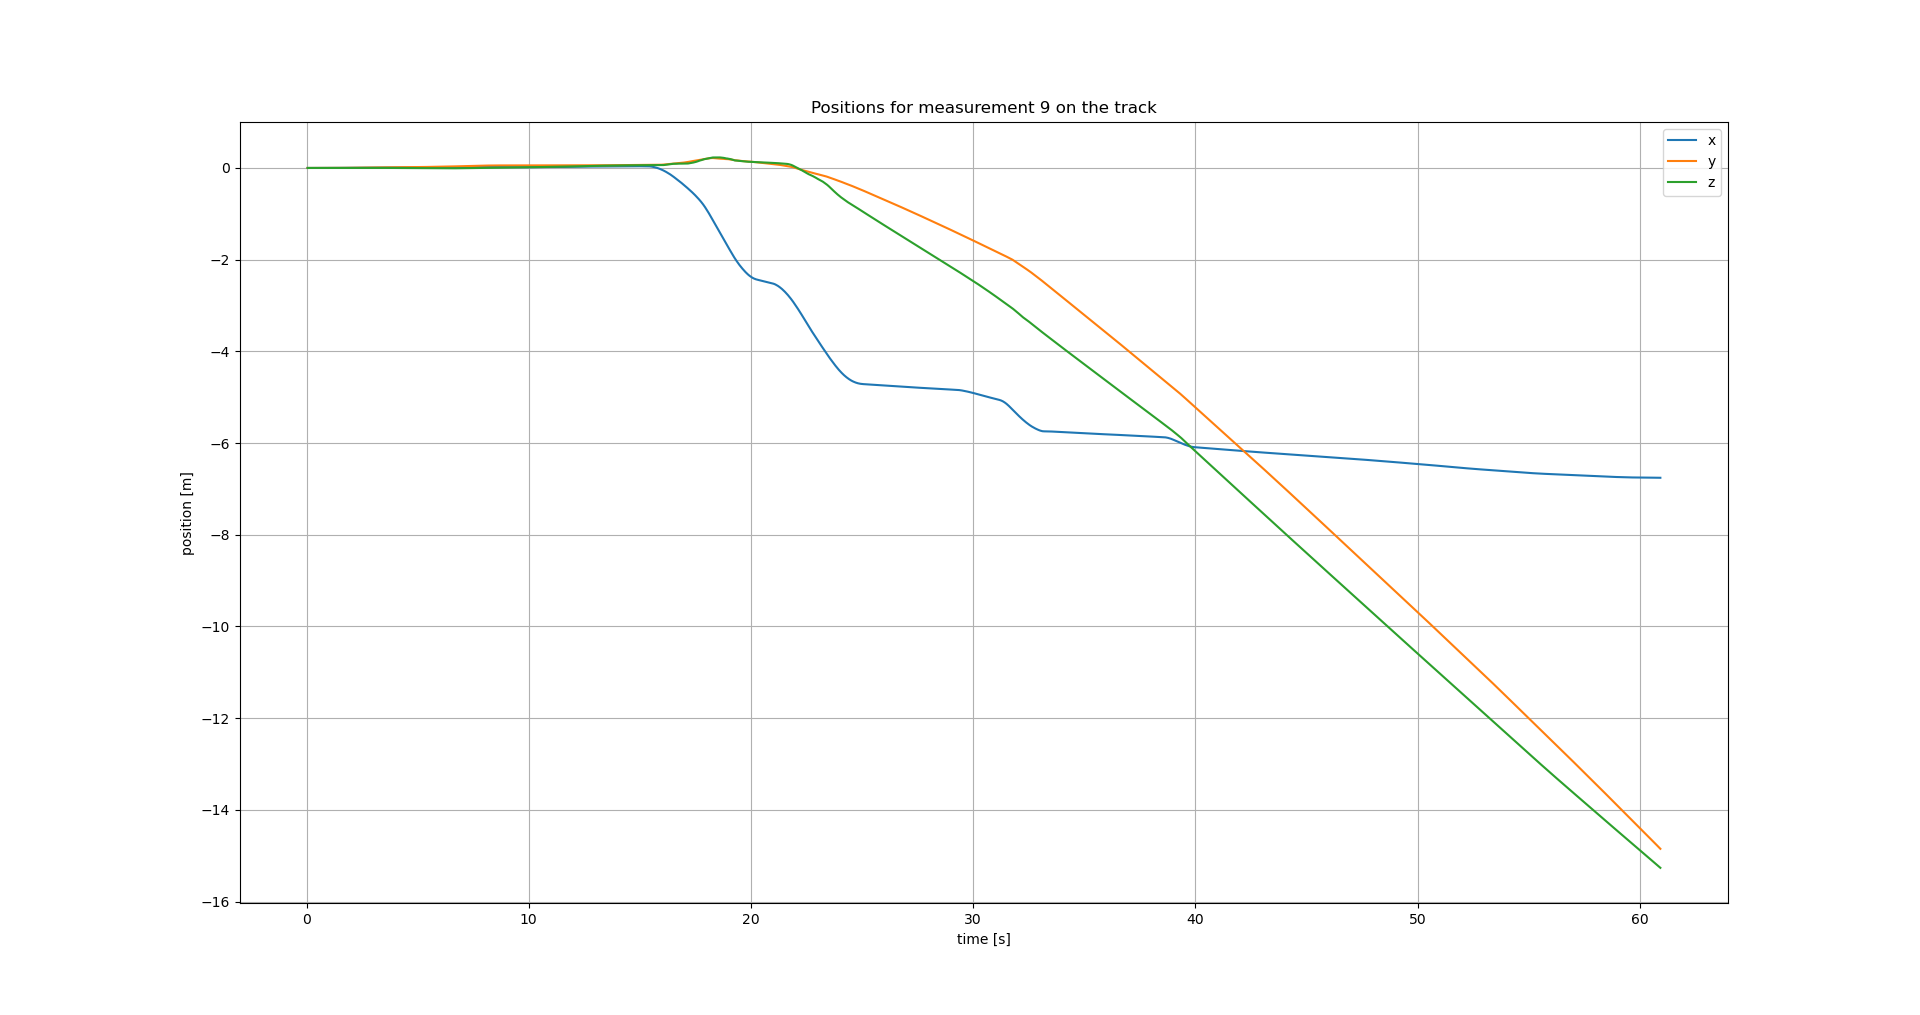 Positions for measurement 9 on the track
x
y
z
0
−2
−4
−6
−8
−10
−12
−14
−16
position [m]
0 10 20 30 40 50 60
time [s]